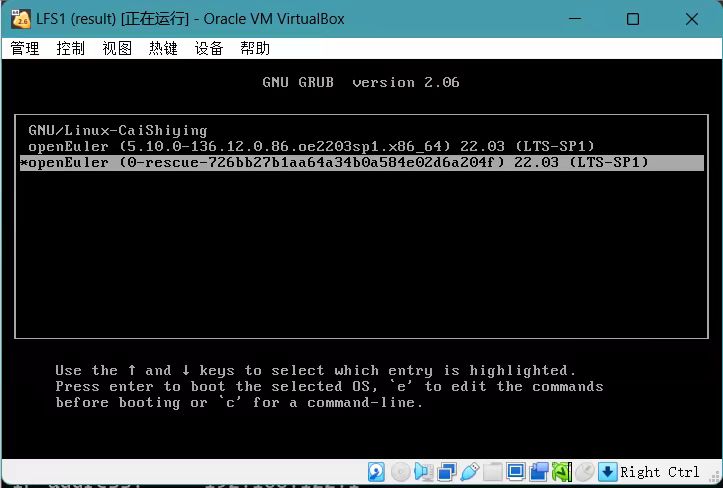 LFS1 (result) [正在运行] - Oracle VM VirtualBox
管理 控制 视图 热键 设备 帮助
GNU GRUB version 2.06
GNU/Linux-CaiShiying
openEuler (5.10.0-136.12.0.86.oe2203sp1.x86_64) 22.03 (LTS-SP1)
*openEuler (0-rescue-726bb27b1aa64a34b0a584e02d6a204f) 22.03 (LTS-SP1)
Use the ↑ and ↓ keys to select which entry is highlighted.
Press enter to boot the selected OS, `e' to edit the commands
before booting or `c' for a command-line.
Right Ctrl